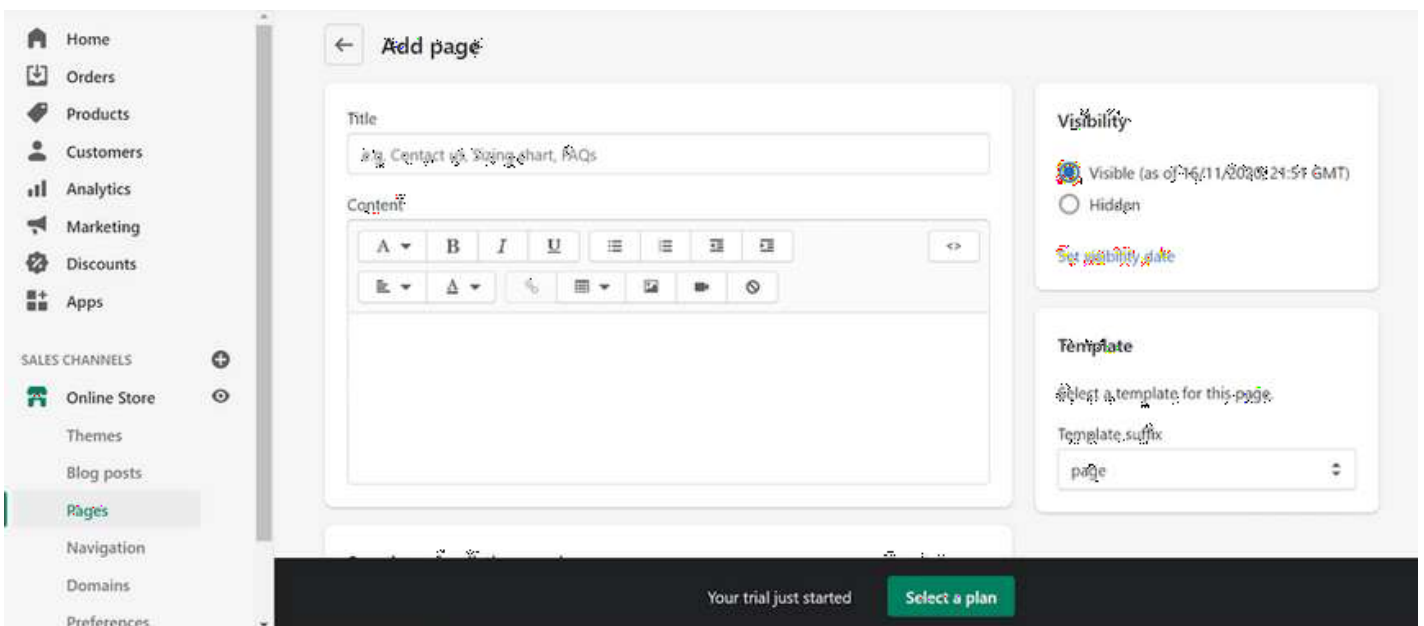 Home
Orders
Products
Customers
Analytics
Marketing
Discounts
Apps
SALES CHANNELS
Online Store
Themes
Blog posts
Pages
Navigation
Domains
Preferences
Add page
Title
e.g. Contact us, Sizing chart, FAQs
Content
A B I U
A
Visibility
Visible (as of 16/11/2020, 21:51 GMT)
Hidden
Set visibility date
Template
Select a template for this page.
Template suffix
page
Your trial just started
Select a plan